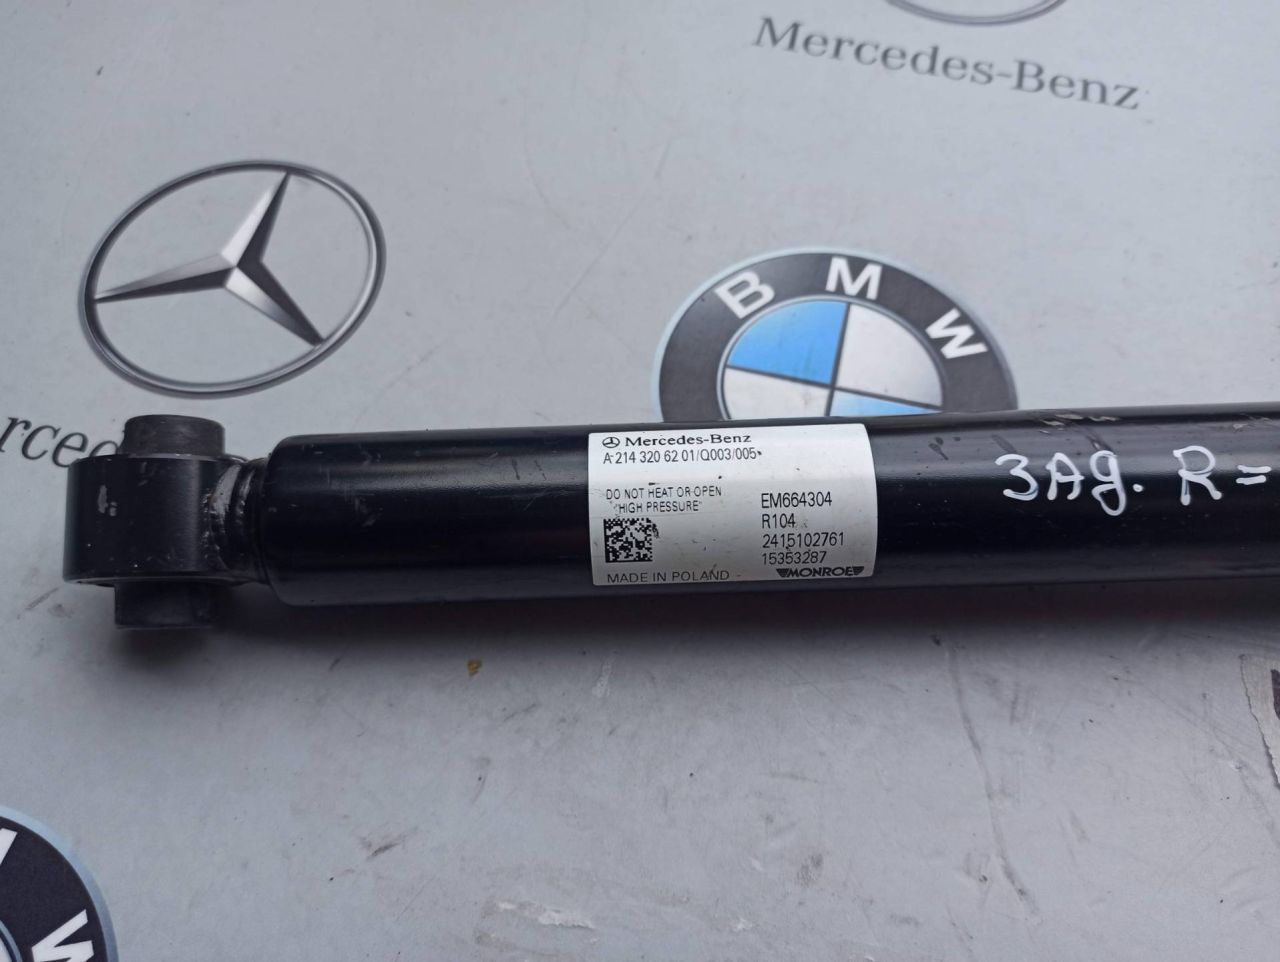 Mercedes-Benz
BMW
Mercedes-Benz
A 214 320 62 01/Q003/005
DO NOT HEAT OR OPEN
"HIGH PRESSURE"
EM664304
R104
2415102761
15353287
MADE IN POLAND
MONROE
ЗАД. R=